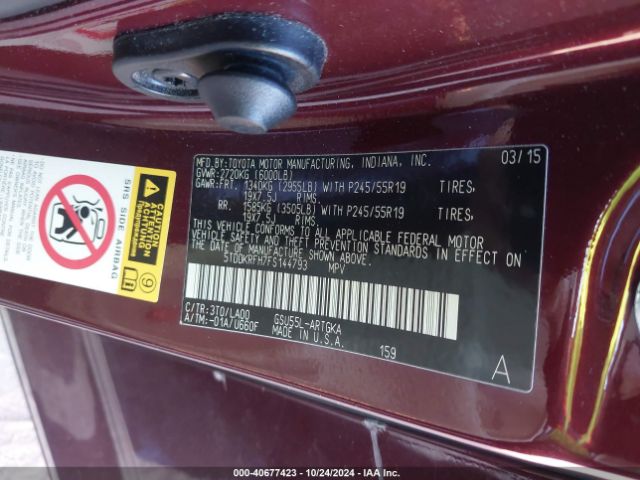 MFD.BY:TOYOTA MOTOR MANUFACTURING, INDIANA, INC. 03/15
GVWR:2720KG (6000LB)
GAWR:FRT. 1340KG (2955LB) WITH P245/55R19 TIRES,
19X7.5J RIMS.
RR. 1590KG (3505LB) WITH P245/55R19 TIRES,
19X7.5J RIMS.
THIS VEHICLE CONFORMS TO ALL APPLICABLE FEDERAL MOTOR
VEHICLE SAFETY AND THEFT PREVENTION STANDARDS IN EFFECT
ON THE DATE OF MANUFACTURE SHOWN ABOVE.
5TDDKRFH7FS144793 MPV
C/TR:3T0/LA00 GSU55L-ARTGKA
A/TM:-01A/U660F MADE IN U.S.A.
159
A
SRS SIDE AIRBAG
Attention
Achtung
9
000-40677423 - 10/24/2024 - IAA Inc.